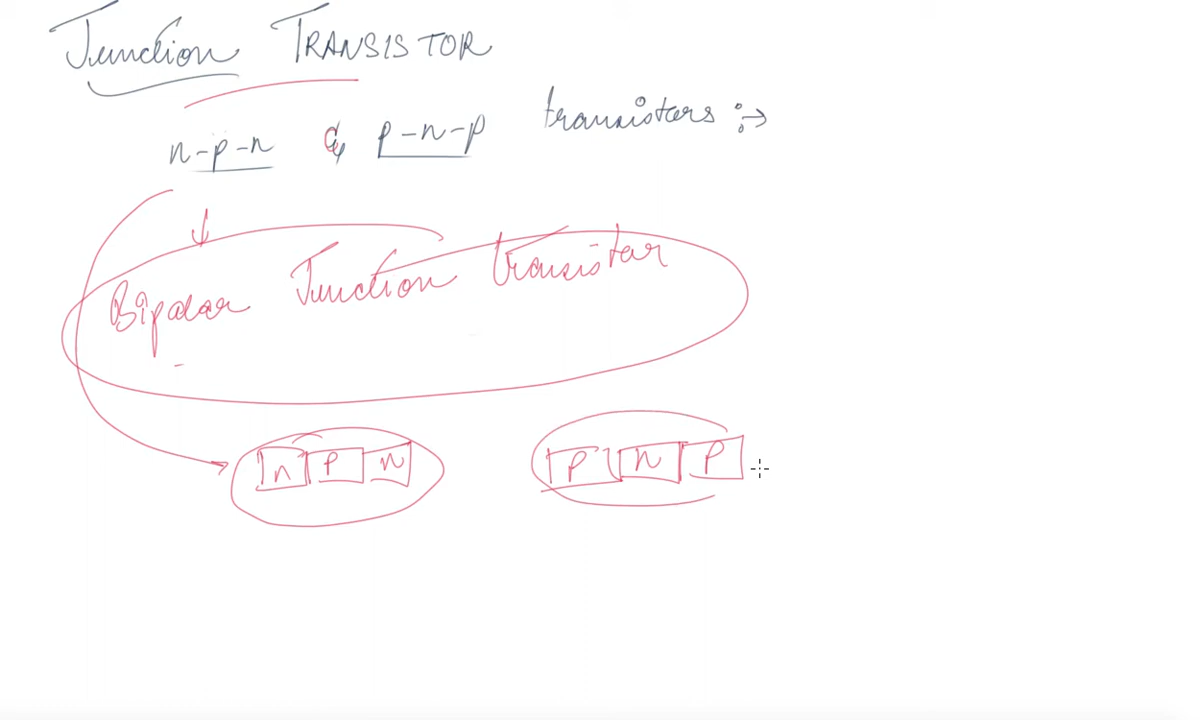 Junction TRANSISTOR
n-p-n & p-n-p transistors :→
Bipolar Junction transistor
n p n p n p